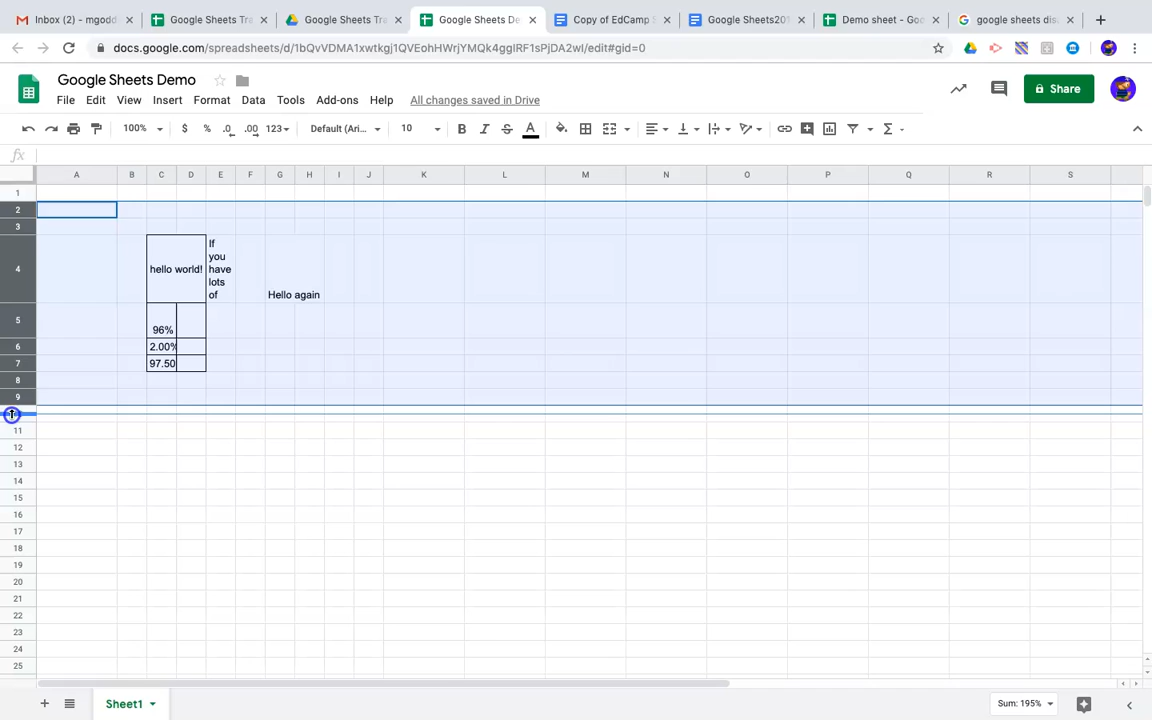 Inbox (2) - mgodd
Google Sheets Tra
Google Sheets Tra
Google Sheets De
Copy of EdCamp S
Google Sheets201
Demo sheet - Goo
google sheets disa
docs.google.com/spreadsheets/d/1bQvVDMA1xwtkgj1QVEohHWrjYMQk4ggIRF1sPjDA2wI/edit#gid=0
Google Sheets Demo
File Edit View Insert Format Data Tools Add-ons Help All changes saved in Drive
Share
100% $ % .0 .00 123 Default (Ari... 10 B I S A
fx
A B C D E F G H I J K L M N O P Q R S
1
2
3
4 hello world! If you have lots of Hello again
5 96%
6 2.00%
7 97.50
8
9
11
12
13
14
15
16
17
18
19
20
21
22
23
24
25
Sheet1
Sum: 195%